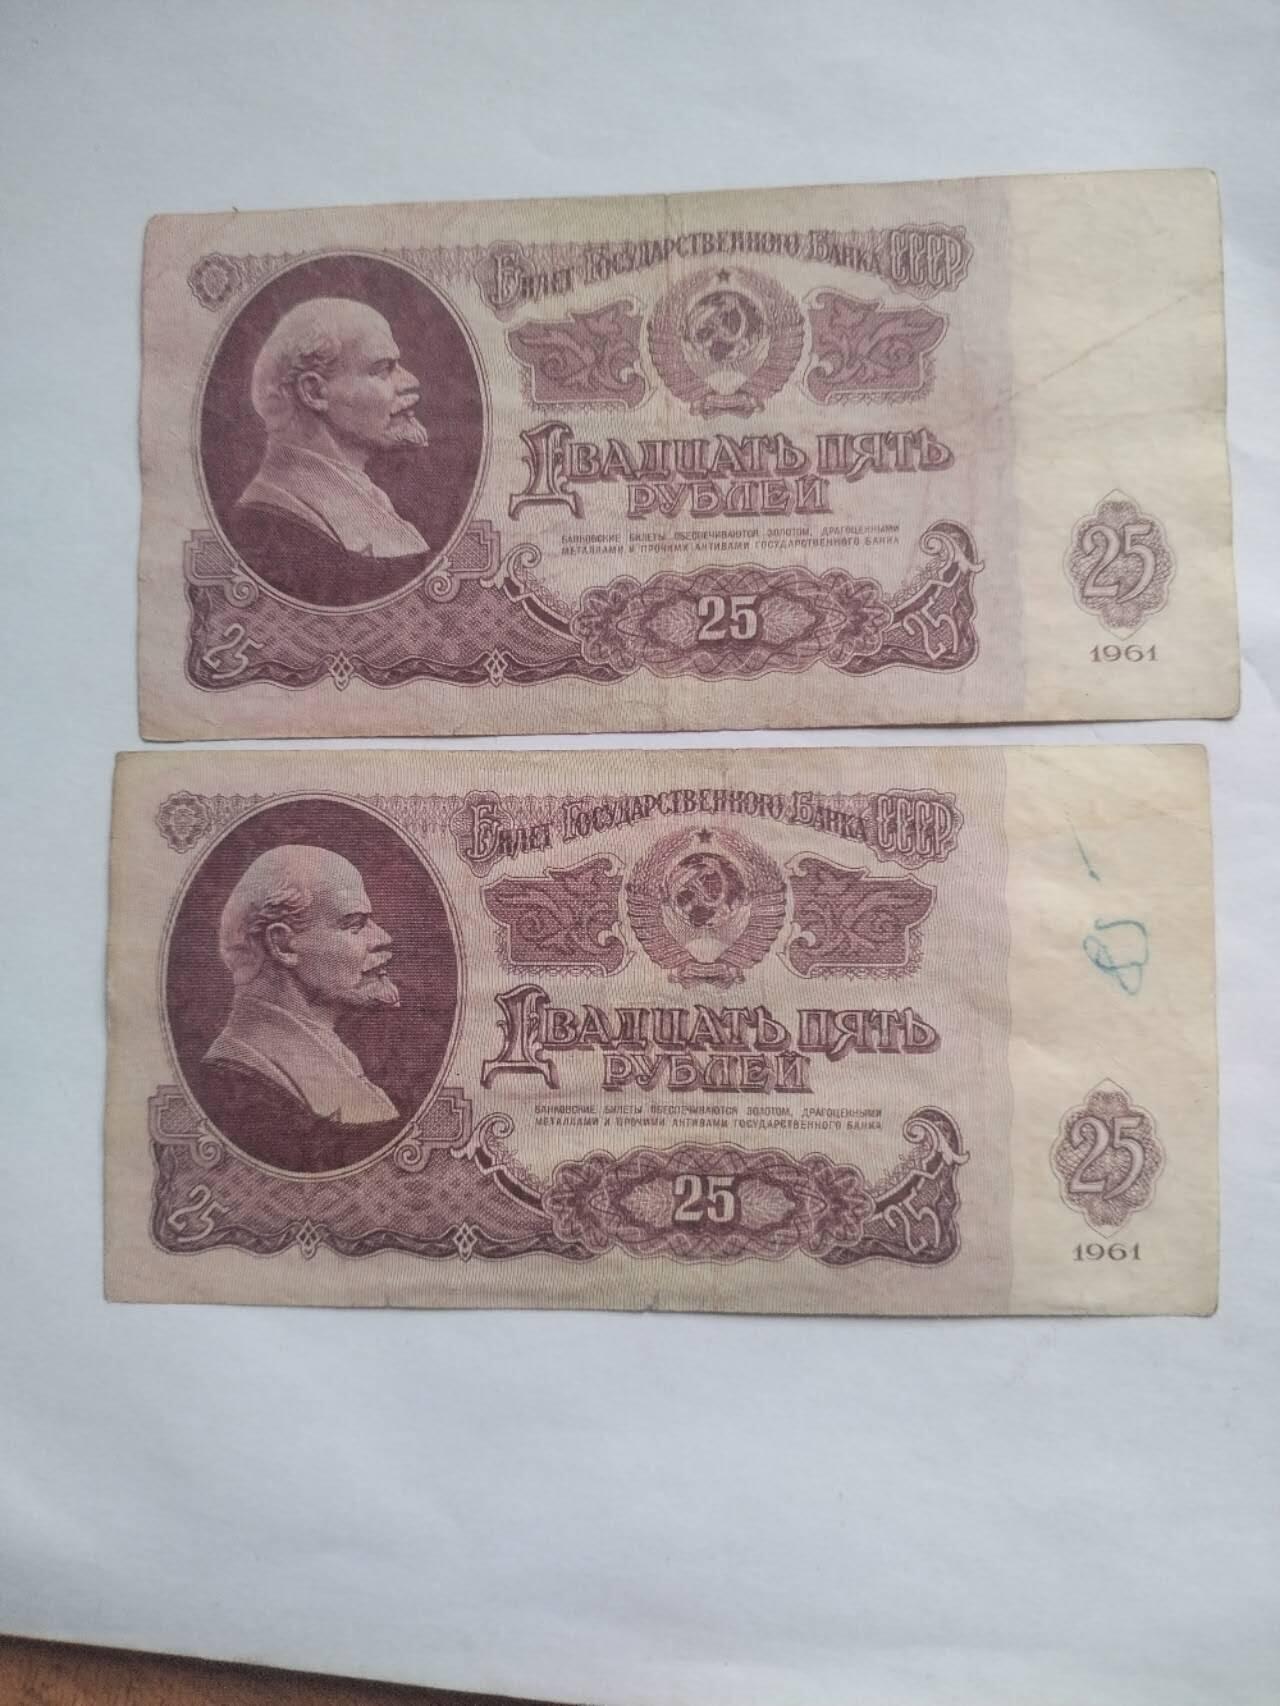 Билет Государственного Банка СССР
Двадцать пять
рублей
БАНКОВСКИЕ БИЛЕТЫ ОБЕСПЕЧИВАЮТСЯ ЗОЛОТОМ, ДРАГОЦЕННЫМИ
МЕТАЛЛАМИ И ПРОЧИМИ АКТИВАМИ ГОСУДАРСТВЕННОГО БАНКА
25
25
25
25
1961
Билет Государственного Банка СССР
Двадцать пять
рублей
БАНКОВСКИЕ БИЛЕТЫ ОБЕСПЕЧИВАЮТСЯ ЗОЛОТОМ, ДРАГОЦЕННЫМИ
МЕТАЛЛАМИ И ПРОЧИМИ АКТИВАМИ ГОСУДАРСТВЕННОГО БАНКА
25
25
25
25
1961